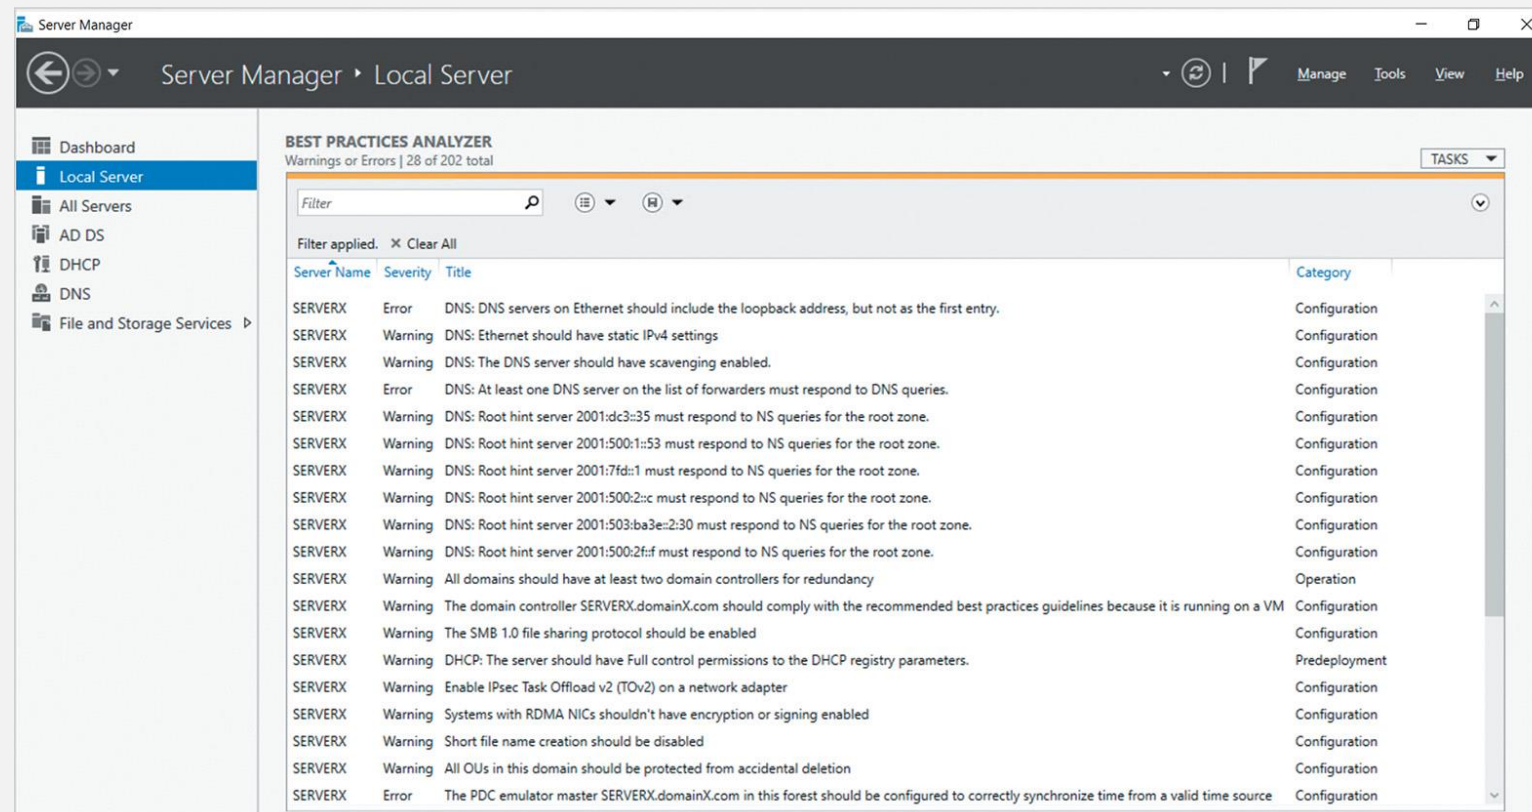 Server Manager
Server Manager ‣ Local Server
Manage Tools View Help
Dashboard
Local Server
All Servers
AD DS
DHCP
DNS
File and Storage Services
BEST PRACTICES ANALYZER
Warnings or Errors | 28 of 202 total
TASKS
Filter
Filter applied. × Clear All
Server Name Severity Title Category
SERVERX Error DNS: DNS servers on Ethernet should include the loopback address, but not as the first entry. Configuration
SERVERX Warning DNS: Ethernet should have static IPv4 settings Configuration
SERVERX Warning DNS: The DNS server should have scavenging enabled. Configuration
SERVERX Error DNS: At least one DNS server on the list of forwarders must respond to DNS queries. Configuration
SERVERX Warning DNS: Root hint server 2001:dc3::35 must respond to NS queries for the root zone. Configuration
SERVERX Warning DNS: Root hint server 2001:500:1::53 must respond to NS queries for the root zone. Configuration
SERVERX Warning DNS: Root hint server 2001:7fd::1 must respond to NS queries for the root zone. Configuration
SERVERX Warning DNS: Root hint server 2001:500:2::c must respond to NS queries for the root zone. Configuration
SERVERX Warning DNS: Root hint server 2001:503:ba3e::2:30 must respond to NS queries for the root zone. Configuration
SERVERX Warning DNS: Root hint server 2001:500:2f::f must respond to NS queries for the root zone. Configuration
SERVERX Warning All domains should have at least two domain controllers for redundancy Operation
SERVERX Warning The domain controller SERVERX.domainX.com should comply with the recommended best practices guidelines because it is running on a VM Configuration
SERVERX Warning The SMB 1.0 file sharing protocol should be enabled Configuration
SERVERX Warning DHCP: The server should have Full control permissions to the DHCP registry parameters. Predeployment
SERVERX Warning Enable IPsec Task Offload v2 (TOv2) on a network adapter Configuration
SERVERX Warning Systems with RDMA NICs shouldn't have encryption or signing enabled Configuration
SERVERX Warning Short file name creation should be disabled Configuration
SERVERX Warning All OUs in this domain should be protected from accidental deletion Configuration
SERVERX Error The PDC emulator master SERVERX.domainX.com in this forest should be configured to correctly synchronize time from a valid time source Configuration